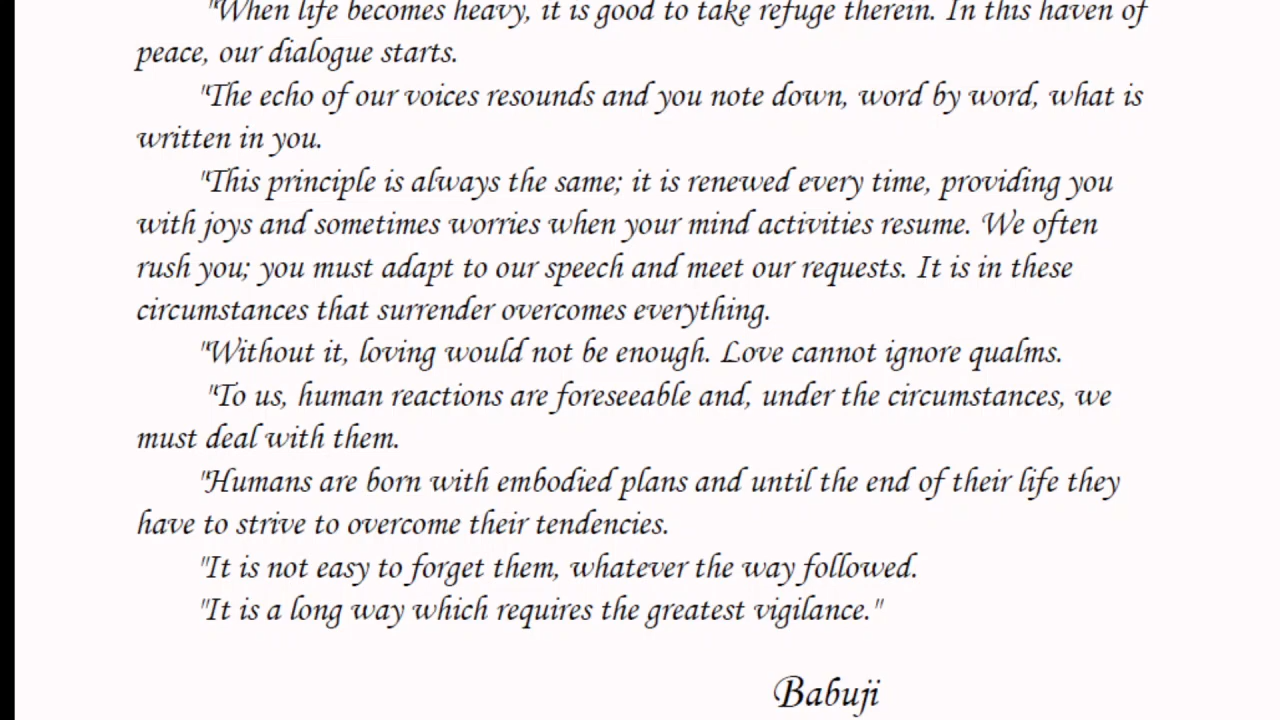 "When life becomes heavy, it is good to take refuge therein. In this haven of
peace, our dialogue starts.
"The echo of our voices resounds and you note down, word by word, what is
written in you.
"This principle is always the same; it is renewed every time, providing you
with joys and sometimes worries when your mind activities resume. We often
rush you; you must adapt to our speech and meet our requests. It is in these
circumstances that surrender overcomes everything.
"Without it, loving would not be enough. Love cannot ignore qualms.
"To us, human reactions are foreseeable and, under the circumstances, we
must deal with them.
"Humans are born with embodied plans and until the end of their life they
have to strive to overcome their tendencies.
"It is not easy to forget them, whatever the way followed.
"It is a long way which requires the greatest vigilance."
Babuji